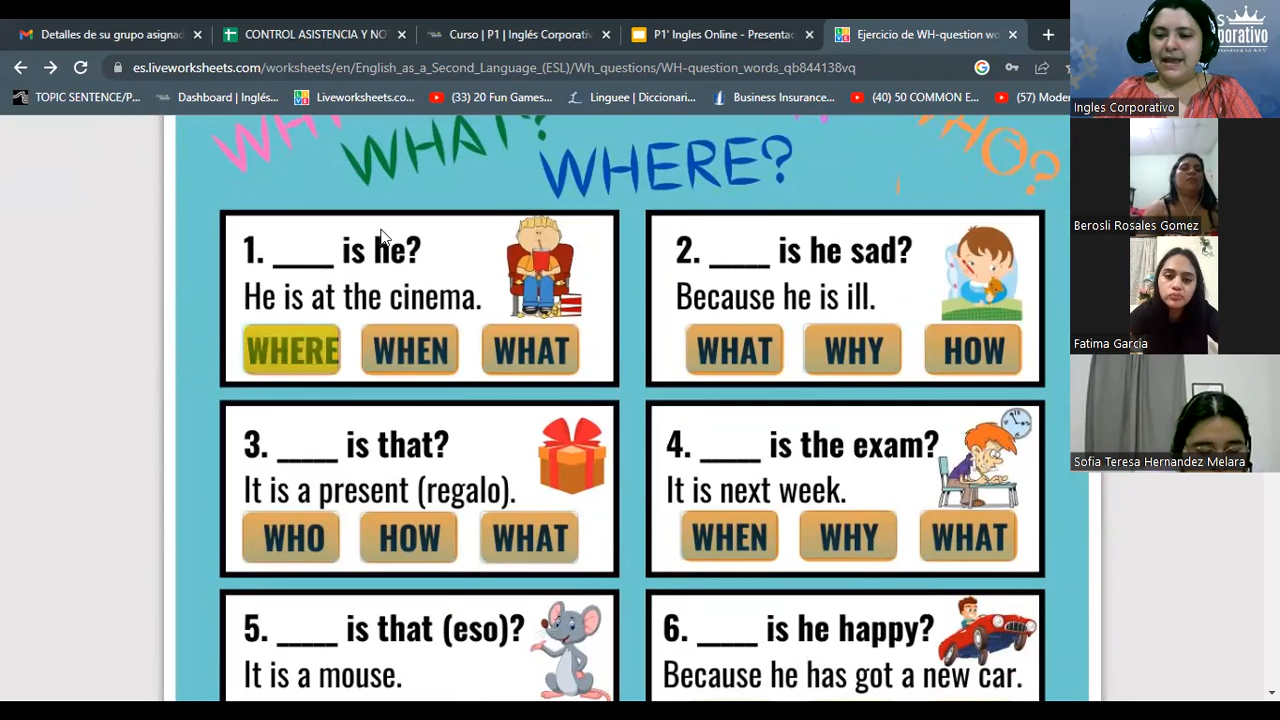 Detalles de su grupo asignad
CONTROL ASISTENCIA Y NO
Curso | P1 | Inglés Corporativ
P1' Ingles Online - Presentac
Ejercicio de WH-question wo
es.liveworksheets.com/worksheets/en/English_as_a_Second_Language_(ESL)/Wh_questions/WH-question_words_qb844138vq
TOPIC SENTENCE/P...
Dashboard | Inglés...
Liveworksheets.co...
(33) 20 Fun Games...
Linguee | Diccionari...
Business Insurance...
(40) 50 COMMON E...
(57) Mode
WHAT?
WHERE?
WHO?
1. ____ is he?
He is at the cinema.
WHERE WHEN WHAT
2. ____ is he sad?
Because he is ill.
WHAT WHY HOW
3. ____ is that?
It is a present (regalo).
WHO HOW WHAT
4. ____ is the exam?
It is next week.
WHEN WHY WHAT
5. ____ is that (eso)?
It is a mouse.
6. ____ is he happy?
Because he has got a new car.
Ingles Corporativo
Berosli Rosales Gomez
Fatima García
Sofia Teresa Hernandez Melara